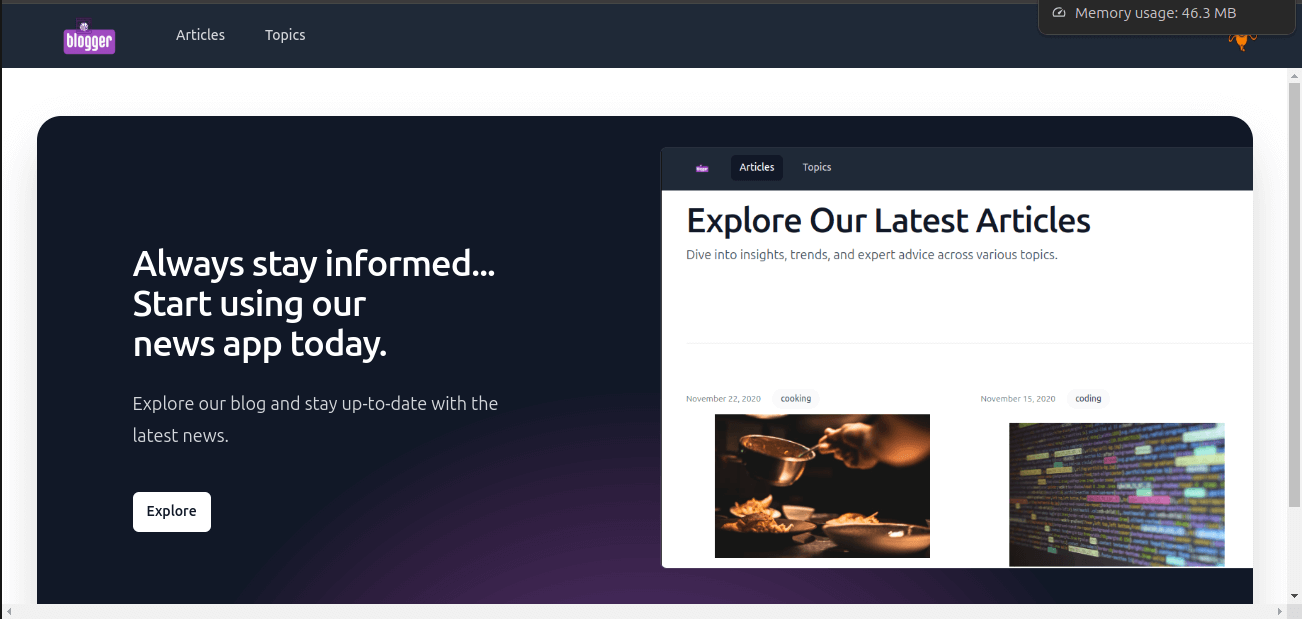 Memory usage: 46.3 MB
blogger
Articles
Topics
Articles
Topics
Explore Our Latest Articles
Dive into insights, trends, and expert advice across various topics.
Always stay informed...
Start using our
news app today.
Explore our blog and stay up-to-date with the
latest news.
Explore
November 22, 2020 cooking
November 15, 2020 coding